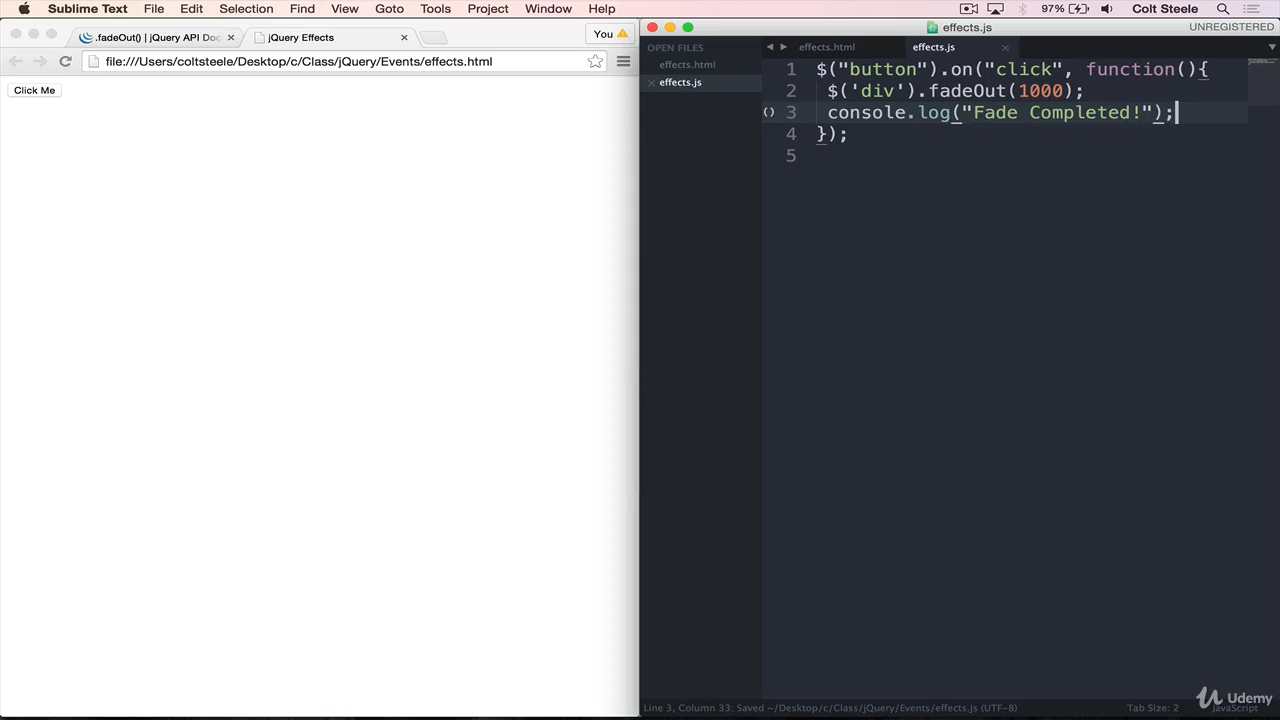 Sublime Text File Edit Selection Find View Goto Tools Project Window Help 97% Colt Steele
.fadeOut() | jQuery API Doc
jQuery Effects
You
file:///Users/coltsteele/Desktop/c/Class/jQuery/Events/effects.html
Click Me
effects.js
UNREGISTERED
OPEN FILES
effects.html
effects.js
effects.html
effects.js
1 $("button").on("click", function(){
2 $('div').fadeOut(1000);
3 console.log("Fade Completed!");
4 });
5
Line 3, Column 33: Saved ~/Desktop/c/Class/jQuery/Events/effects.js (UTF-8)
Tab Size: 2
JavaScript
Udemy